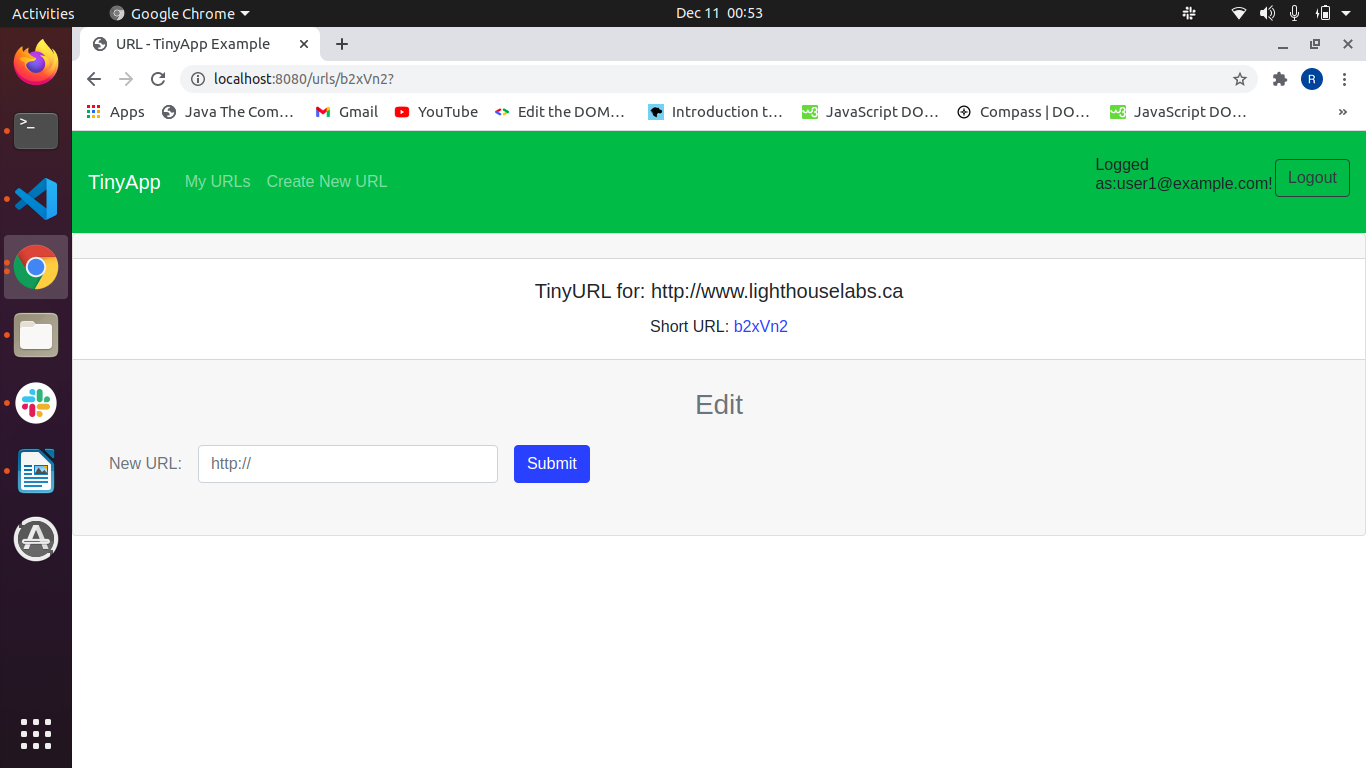 Activities Google Chrome Dec 11 00:53
URL - TinyApp Example
localhost:8080/urls/b2xVn2? R
Apps Java The Com… Gmail YouTube Edit the DOM… Introduction t… JavaScript DO… Compass | DO… JavaScript DO… »
TinyApp My URLs Create New URL
Logged
as:user1@example.com! Logout
TinyURL for: http://www.lighthouselabs.ca
Short URL: b2xVn2
Edit
New URL: http:// Submit